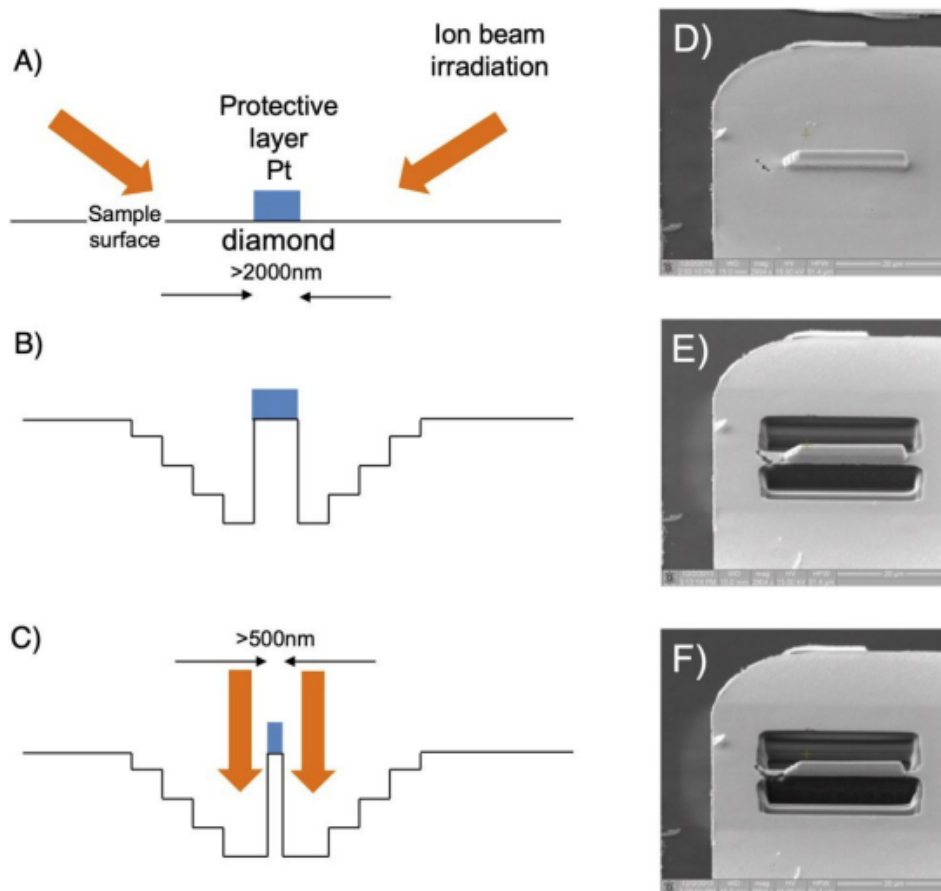 A)
Ion beam
irradiation
Protective
layer
Pt
Sample
surface
diamond
>2000nm
D)
B)
E)
C)
>500nm
F)